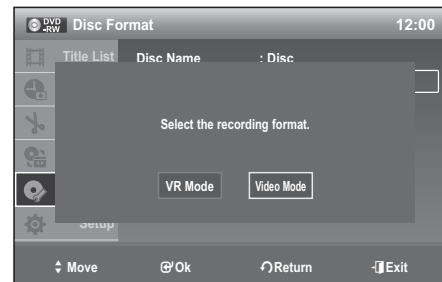 DVD -RW Disc Format 12:00
Title List Disc Name : Disc
Select the recording format.
VR Mode Video Mode
Setup
Move Ok Return Exit